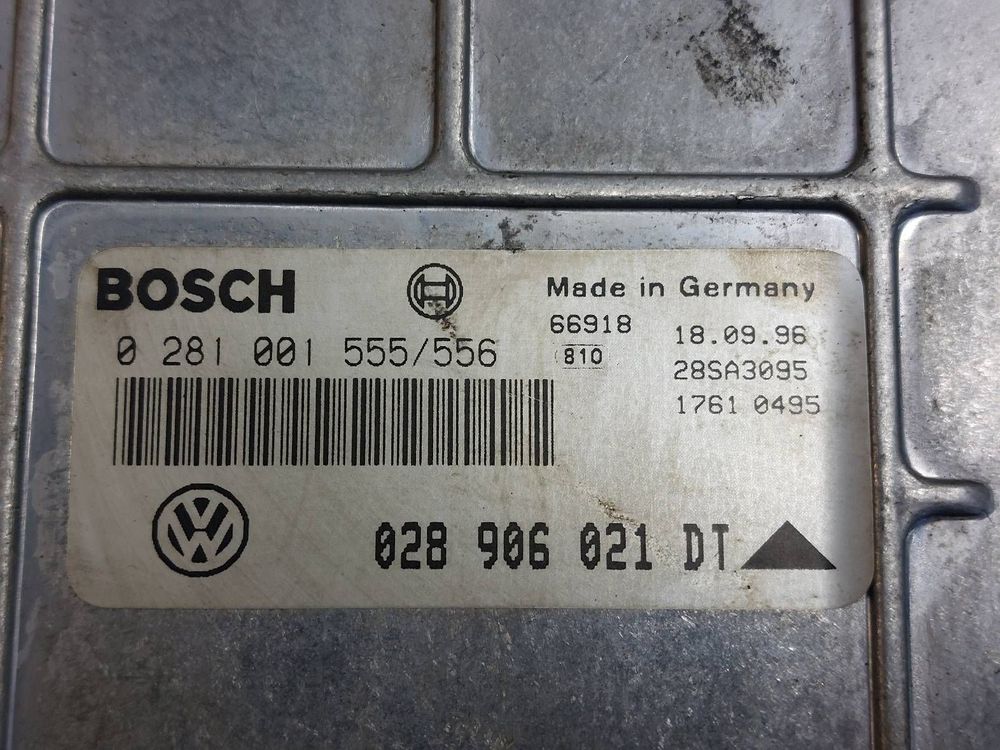 BOSCH
Made in Germany
0 281 001 555/556
66918
810
18.09.96
28SA3095
1761 0495
VW
028 906 021 DT